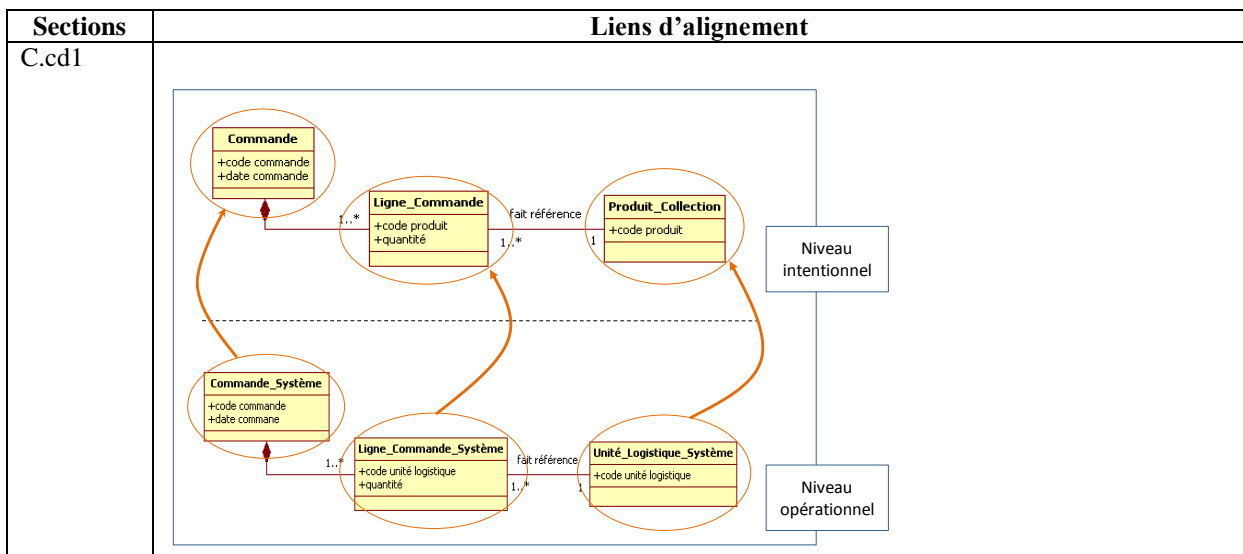 Sections
Liens d’alignement
C.cd1
Commande
+code commande
+date commande
1..*
Ligne_Commande
+code produit
+quantité
fait référence
1..*
1
Produit_Collection
+code produit
Niveau
intentionnel
Commande_Système
+code commande
+date commane
1..*
Ligne_Commande_Système
+code unité logistique
+quantité
fait référence
1..*
1
Unité_Logistique_Système
+code unité logistique
Niveau
opérationnel